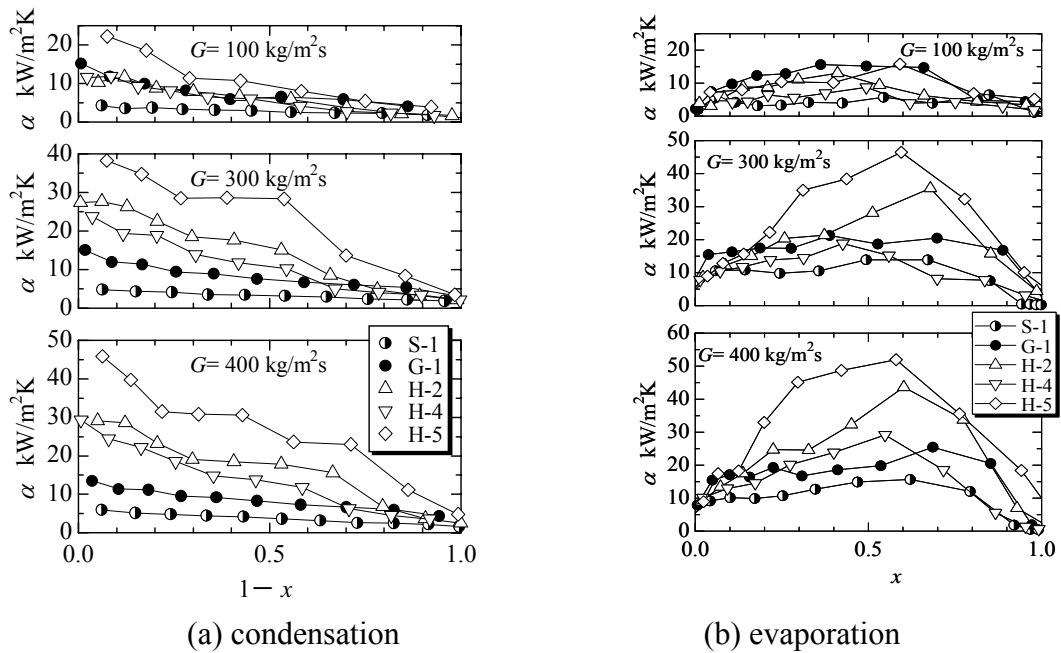 G= 100 kg/m²s
α kW/m²K
20
15
10
5
0
G= 300 kg/m²s
α kW/m²K
40
30
20
10
0
G= 400 kg/m²s
α kW/m²K
50
40
30
20
10
0
S-1
G-1
H-2
H-4
H-5
0.0 0.5 1.0
1− x
(a) condensation
G= 100 kg/m²s
α kW/m²K
20
15
10
5
0
G= 300 kg/m²s
α kW/m²K
50
40
30
20
10
0
G= 400 kg/m²s
α kW/m²K
60
50
40
30
20
10
0
S-1
G-1
H-2
H-4
H-5
0.0 0.5 1.0
x
(b) evaporation